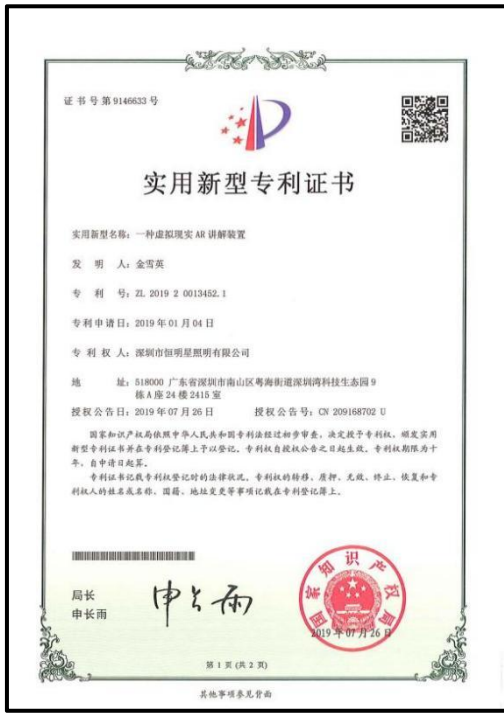 证书号第9146633号
实用新型专利证书
实用新型名称：一种虚拟现实 AR 讲解装置
发明人：金雪英
专利号：ZL 2019 2 0013452.1
专利申请日：2019年01月04日
专利权人：深圳市恒明星照明有限公司
地址：518000 广东省深圳市南山区粤海街道深圳湾科技生态园9
栋A座24楼2415室
授权公告日：2019年07月26日 授权公告号：CN 209168702 U
国家知识产权局依照中华人民共和国专利法经过初步审查，决定授予专利权，颁发实用
新型专利证书并在专利登记簿上予以登记。专利权自授权公告之日起生效。专利权期限为十
年，自申请日起算。
专利证书记载专利权登记时的法律状况。专利权的转移、质押、无效、终止、恢复和专
利权人的姓名或名称、国籍、地址变更等事项记载在专利登记簿上。
局长
申长雨
申长雨
国家知识产权局
2019年07月26日
第1页(共2页)
其他事项参见背面